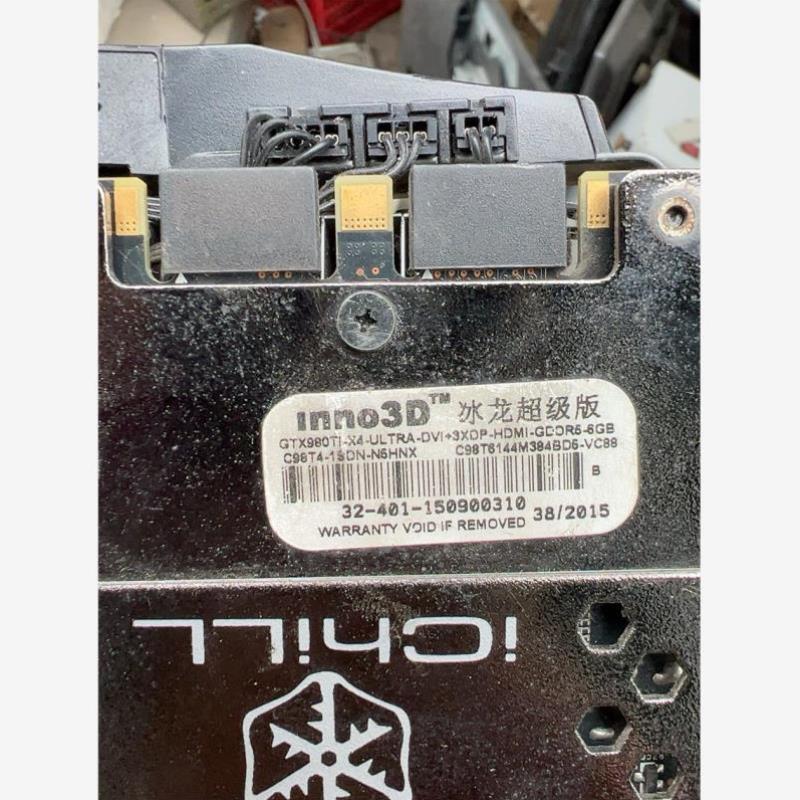 inno3D™ 冰龙超级版
GTX980TI-X4-ULTRA-DVI+3XDP-HDMI-GDDR5-6GB
C98T4-1SDN-N5HNX C98T6144M384BD5-VC88
B
32-401-150900310
WARRANTY VOID IF REMOVED 38/2015
iCHiLL